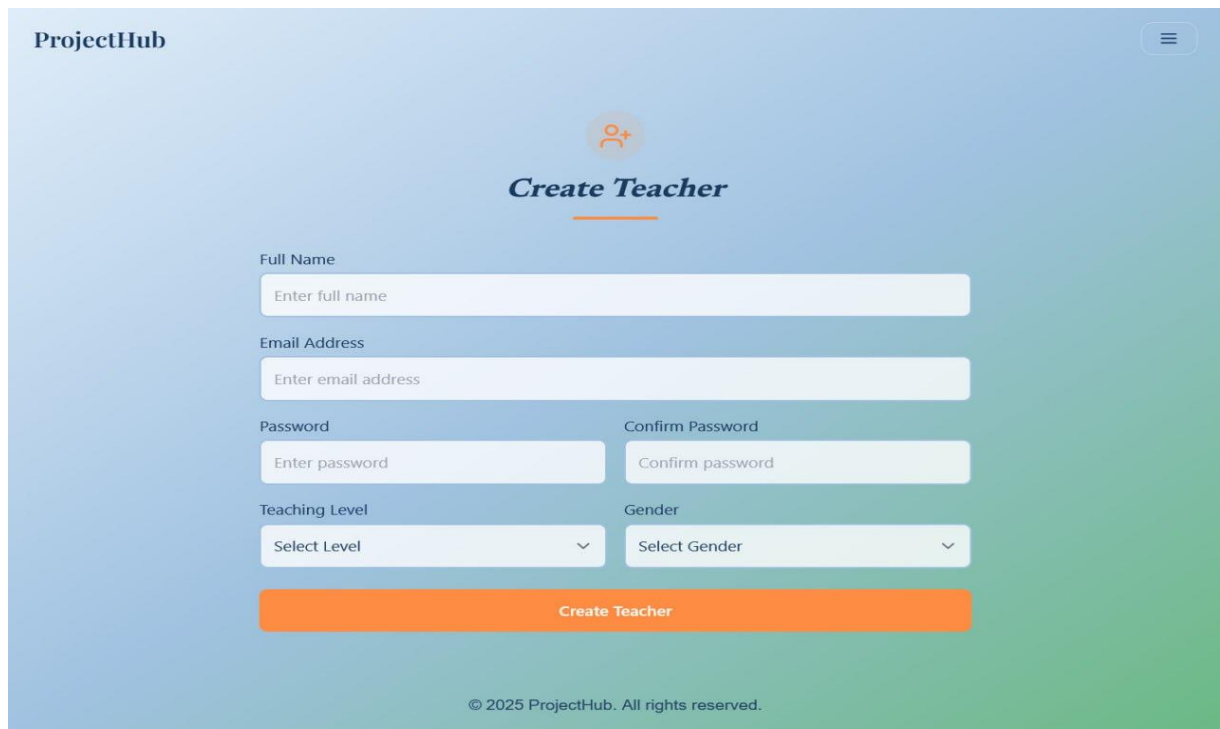 ProjectHub
Create Teacher
Full Name
Enter full name
Email Address
Enter email address
Password Confirm Password
Enter password Confirm password
Teaching Level Gender
Select Level Select Gender
Create Teacher
© 2025 ProjectHub. All rights reserved.